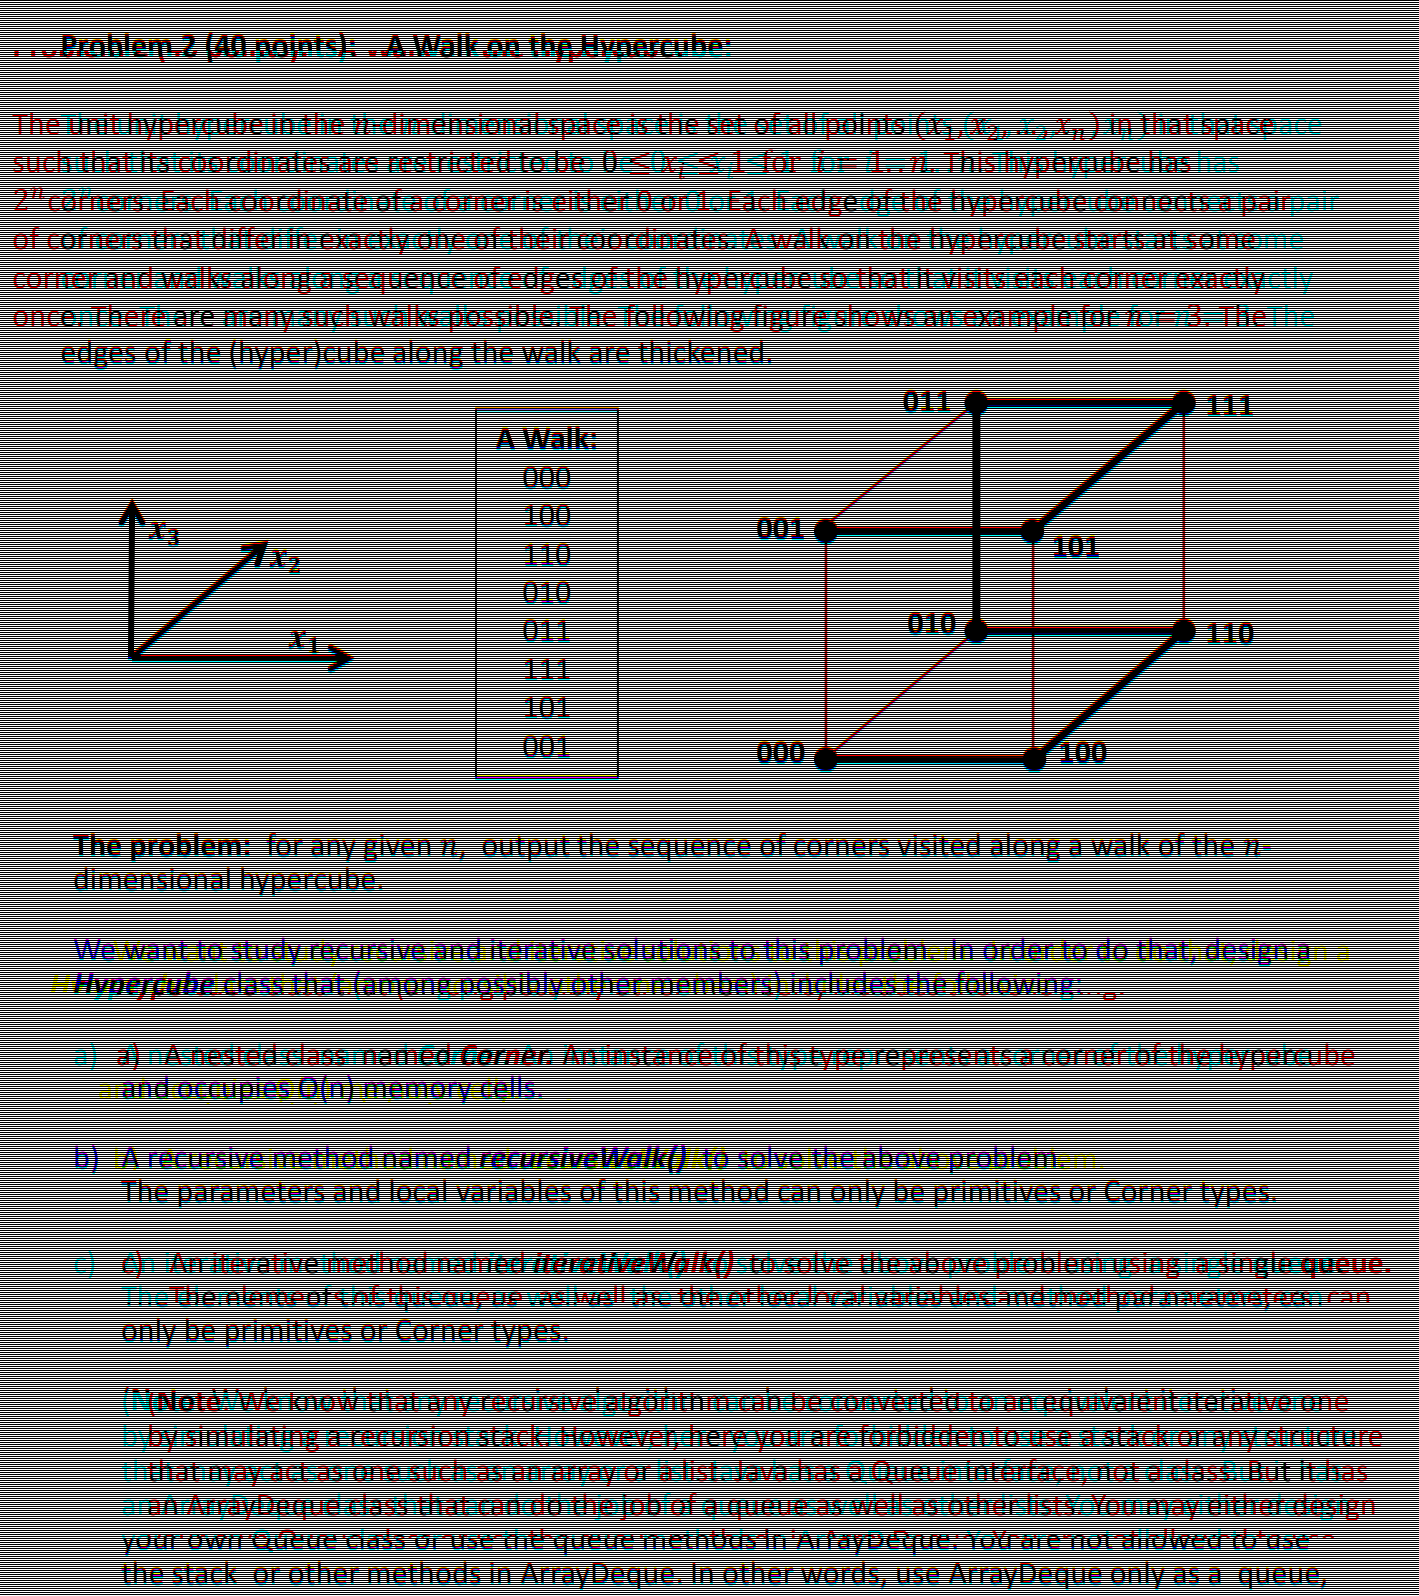 Problem 2 (40 points): A Walk on the Hypercube:
The unit hypercube in the n-dimensional space is the set of all points (x₁, x₂, ..., xₙ) in that space
such that its coordinates are restricted to be 0 ≤ xᵢ ≤ 1 for i = 1..n. This hypercube has
2ⁿ corners. Each coordinate of a corner is either 0 or 1. Each edge of the hypercube connects a pair
of corners that differ in exactly one of their coordinates. A walk on the hypercube starts at some
corner and walks along a sequence of edges of the hypercube so that it visits each corner exactly
once. There are many such walks possible. The following figure shows an example for n = 3. The
edges of the (hyper)cube along the walk are thickened.
x₃
x₂
x₁
A Walk:
000
100
110
010
011
111
101
001
011
111
001
101
010
110
000
100
The problem: for any given n, output the sequence of corners visited along a walk of the n-
dimensional hypercube.
We want to study recursive and iterative solutions to this problem. In order to do that, design a
Hypercube class that (among possibly other members) includes the following:
a) A nested class named Corner. An instance of this type represents a corner of the hypercube
and occupies O(n) memory cells.
b) A recursive method named recursiveWalk() to solve the above problem.
The parameters and local variables of this method can only be primitives or Corner types.
c) An iterative method named iterativeWalk() to solve the above problem using a single queue.
The elements of this queue as well as the other local variables and method parameters can
only be primitives or Corner types.
(Note: We know that any recursive algorithm can be converted to an equivalent iterative one
by simulating a recursion stack. However, here you are forbidden to use a stack or any structure
that may act as one such as an array or a list. Java has a Queue interface, not a class. But it has
an ArrayDeque class that can do the job of a queue as well as other lists. You may either design
your own Queue class or use the queue methods in ArrayDeque. You are not allowed to use
the stack or other methods in ArrayDeque. In other words, use ArrayDeque only as a queue,